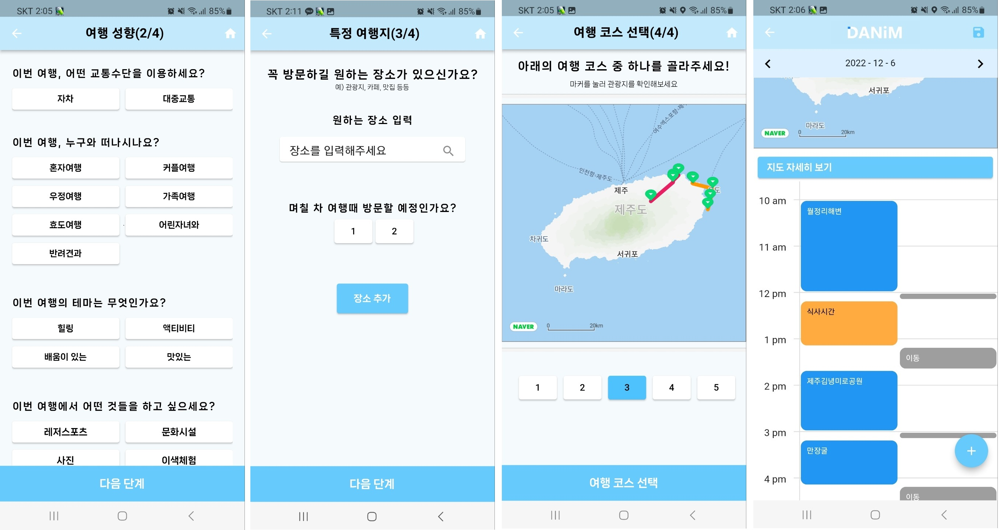 SKT 2:05
85%
여행 성향(2/4)
이번 여행, 어떤 교통수단을 이용하세요?
자차
대중교통
이번 여행, 누구와 떠나시나요?
혼자여행
커플여행
우정여행
가족여행
효도여행
어린자녀와
반려견과
이번 여행의 테마는 무엇인가요?
힐링
액티비티
배움이 있는
맛있는
이번 여행에서 어떤 것들을 하고 싶으세요?
레저스포츠
문화시설
사진
이색체험
다음 단계
SKT 2:11
TALK
85%
특정 여행지(3/4)
꼭 방문하길 원하는 장소가 있으신가요?
예) 관광지, 카페, 맛집 등등
원하는 장소 입력
장소를 입력해주세요
며칠 차 여행때 방문할 예정인가요?
1
2
장소 추가
다음 단계
SKT 2:05
85%
여행 코스 선택(4/4)
아래의 여행 코스 중 하나를 골라주세요!
마커를 눌러 관광지를 확인해보세요
여수엑스포항-제주
인천항-제주도
제주
제주도
차귀도
서귀포
마라도
NAVER
0
20km
1
2
3
4
5
여행 코스 선택
SKT 2:06
85%
DANiM
2022 - 12 - 6
서귀포
마라도
NAVER
0
20km
지도 자세히 보기
10 am
월정리해변
11 am
12 pm
식사시간
1 pm
이동
제주김녕미로공원
2 pm
3 pm
만장굴
4 pm
이동